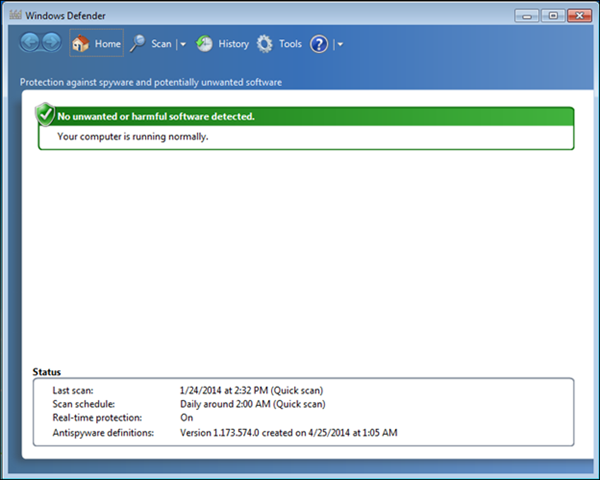 Windows Defender
Home Scan History Tools ?
Protection against spyware and potentially unwanted software
No unwanted or harmful software detected.
Your computer is running normally.
Status
Last scan: 1/24/2014 at 2:32 PM (Quick scan)
Scan schedule: Daily around 2:00 AM (Quick scan)
Real-time protection: On
Antispyware definitions: Version 1.173.574.0 created on 4/25/2014 at 1:05 AM